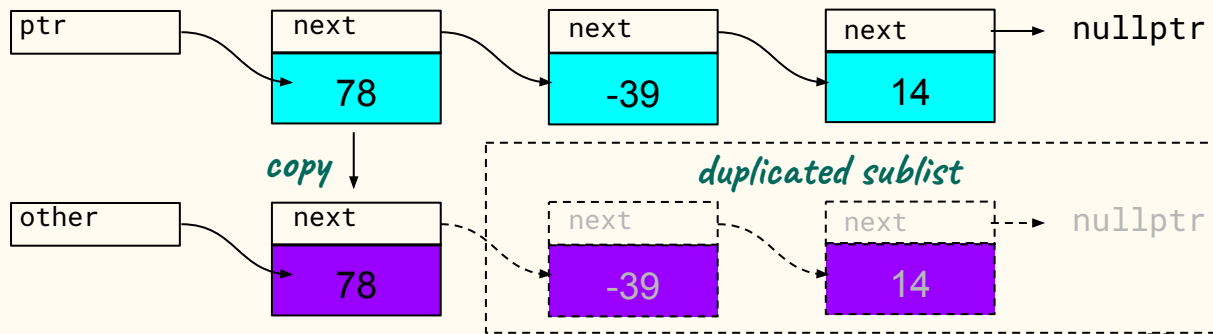 ptr
next
next
next
nullptr
78
-39
14
copy
duplicated sublist
other
next
next
next
nullptr
78
-39
14